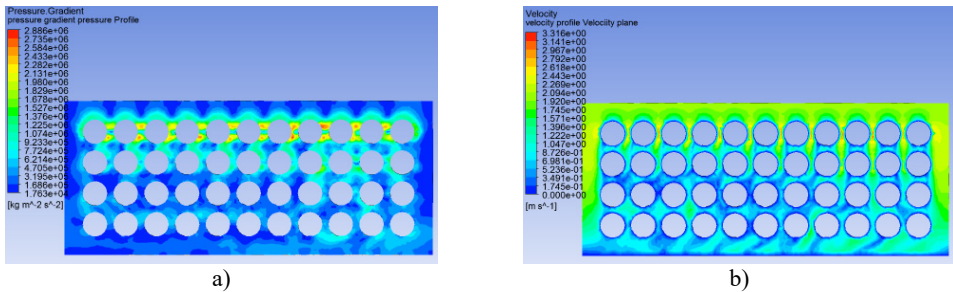 Pressure.Gradient
pressure gradient pressure Profile
2.886e+06
2.735e+06
2.584e+06
2.433e+06
2.282e+06
2.131e+06
1.980e+06
1.829e+06
1.678e+06
1.527e+06
1.376e+06
1.225e+06
1.074e+06
9.233e+05
7.724e+05
6.214e+05
4.705e+05
3.195e+05
1.686e+05
1.763e+04
[kg m^-2 s^-2]
a)
Velocity
velocity profile Velociity plane
3.316e+00
3.141e+00
2.967e+00
2.792e+00
2.618e+00
2.443e+00
2.269e+00
2.094e+00
1.920e+00
1.745e+00
1.571e+00
1.396e+00
1.222e+00
1.047e+00
8.726e-01
6.981e-01
5.236e-01
3.491e-01
1.745e-01
0.000e+00
[m s^-1]
b)